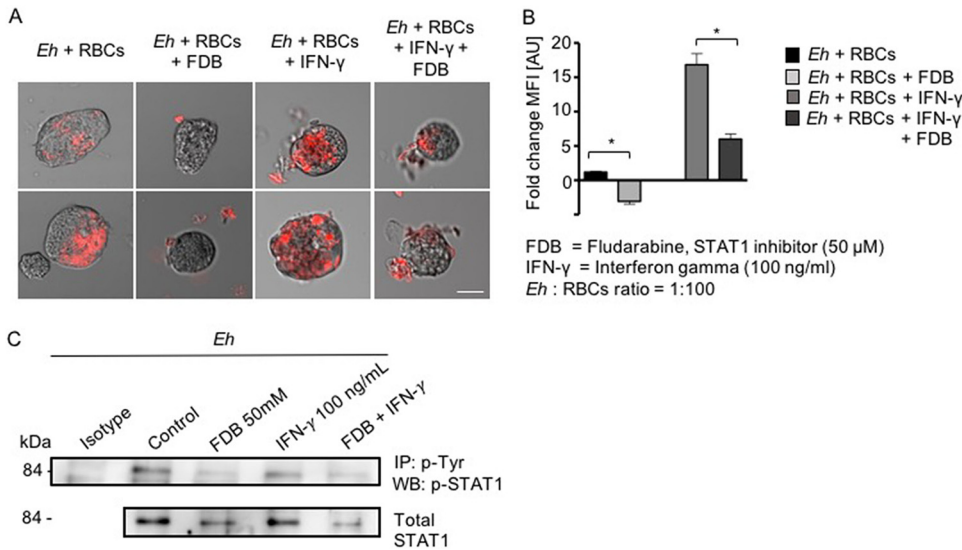 A
Eh + RBCs
Eh + RBCs
+ FDB
Eh + RBCs
+ IFN-γ
Eh + RBCs
+ IFN-γ +
FDB
B
Fold change MFI [AU]
20
15
10
5
0
-5
*
*
Eh + RBCs
Eh + RBCs + FDB
Eh + RBCs + IFN-γ
Eh + RBCs + IFN-γ
+ FDB
FDB = Fludarabine, STAT1 inhibitor (50 µM)
IFN-γ = Interferon gamma (100 ng/ml)
Eh : RBCs ratio = 1:100
C
Eh
kDa
Isotype
Control
FDB 50mM
IFN-γ 100 ng/mL
FDB + IFN-γ
84 -
IP: p-Tyr
WB: p-STAT1
84 -
Total
STAT1